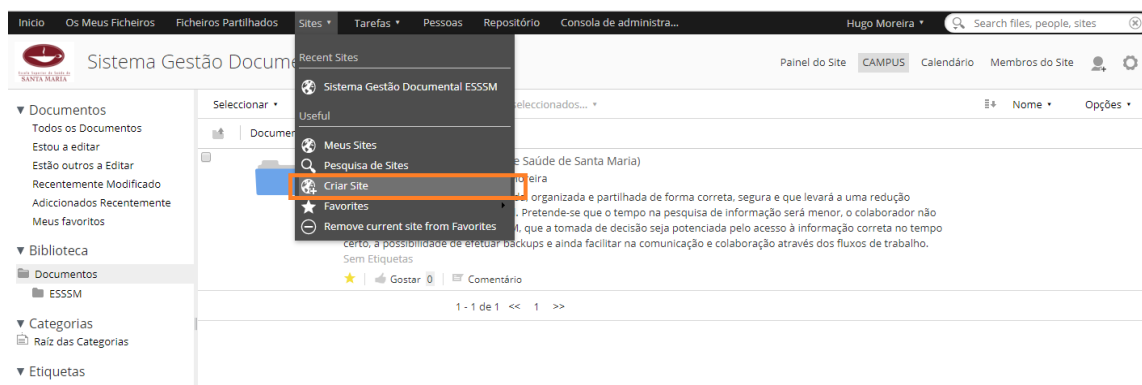 Inicio Os Meus Ficheiros Ficheiros Partilhados Sites Tarefas Pessoas Repositório Consola de administra... Hugo Moreira Search files, people, sites
SANTA MARIA
Sistema Gestão Docume
Painel do Site CAMPUS Calendário Membros do Site
Recent Sites
Sistema Gestão Documental ESSSM
Useful
Meus Sites
Pesquisa de Sites
Criar Site
Favorites
Remove current site from Favorites
Documentos
Todos os Documentos
Estou a editar
Estão outros a Editar
Recentemente Modificado
Adiccionados Recentemente
Meus favoritos
Biblioteca
Documentos
ESSSM
Categorias
Raíz das Categorias
Etiquetas
Seleccionar eleccionados... Nome Opções
Documen
e Saúde de Santa Maria)
oreira
, organizada e partilhada de forma correta, segura e que levará a uma redução
. Pretende-se que o tempo na pesquisa de informação será menor, o colaborador não
, que a tomada de decisão seja potenciada pelo acesso à informação correta no tempo
certo, a possibilidade de efetuar backups e ainda facilitar na comunicação e colaboração através dos fluxos de trabalho.
Sem Etiquetas
Gostar 0 Comentário
1 - 1 de 1 << 1 >>